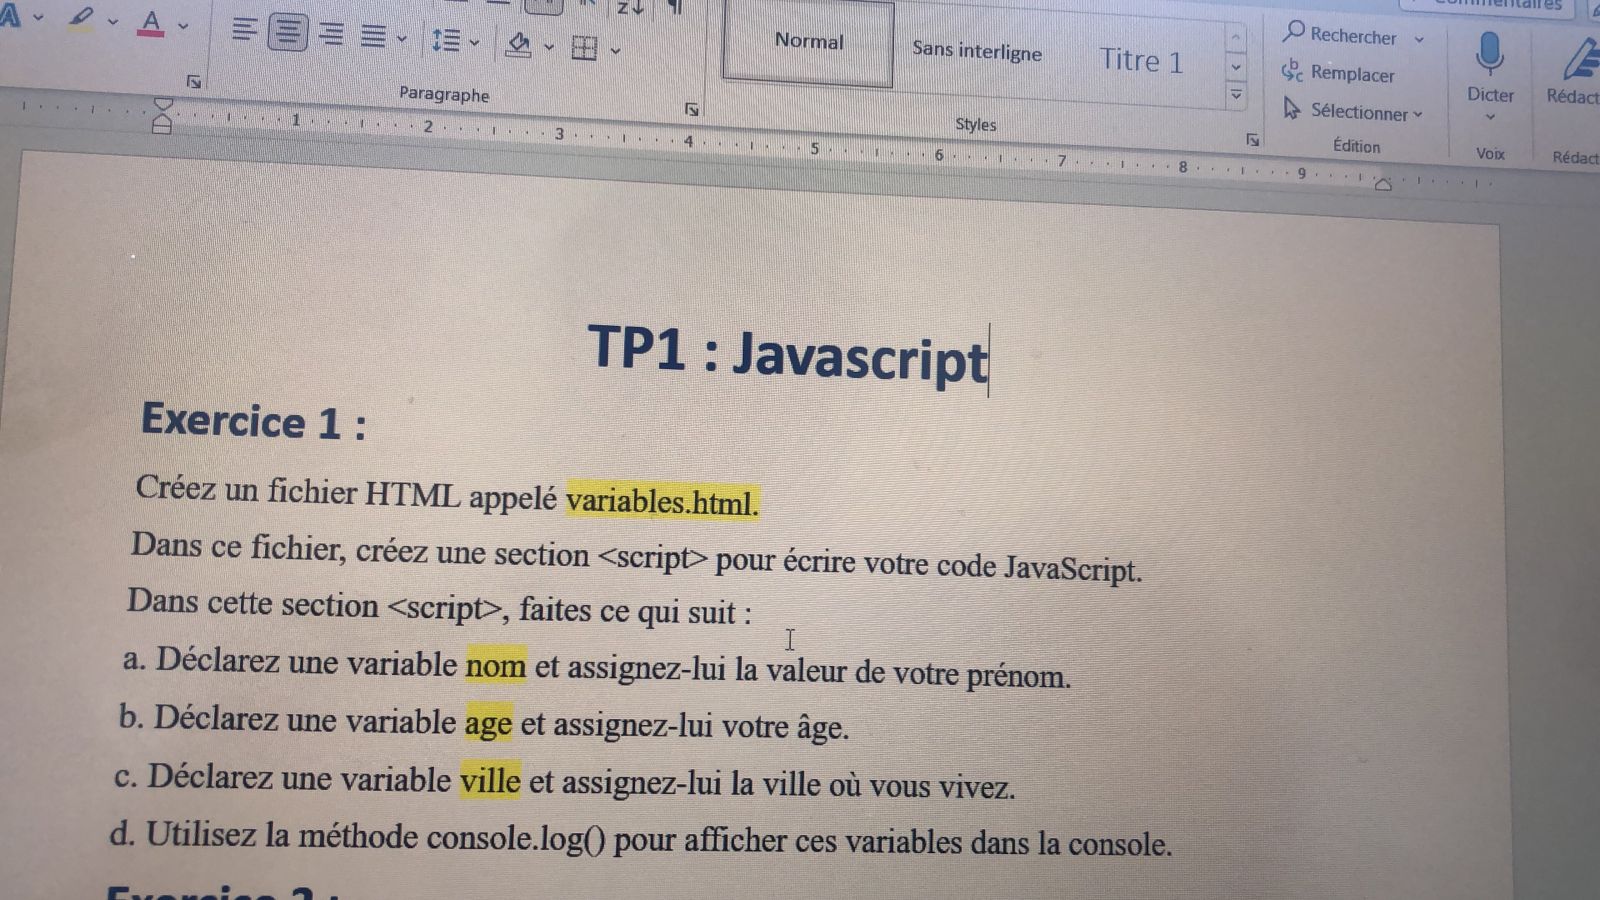 A
A
Commentaires
Normal
Sans interligne
Titre 1
Rechercher
Remplacer
Sélectionner
Dicter
Paragraphe
Styles
Édition
Voix
1 2 3 4 5 6 7 8 9
TP1 : Javascript
Exercice 1 :
Créez un fichier HTML appelé variables.html.
Dans ce fichier, créez une section <script> pour écrire votre code JavaScript.
Dans cette section <script>, faites ce qui suit :
a. Déclarez une variable nom et assignez-lui la valeur de votre prénom.
b. Déclarez une variable age et assignez-lui votre âge.
c. Déclarez une variable ville et assignez-lui la ville où vous vivez.
d. Utilisez la méthode console.log() pour afficher ces variables dans la console.
Exercice 2 :